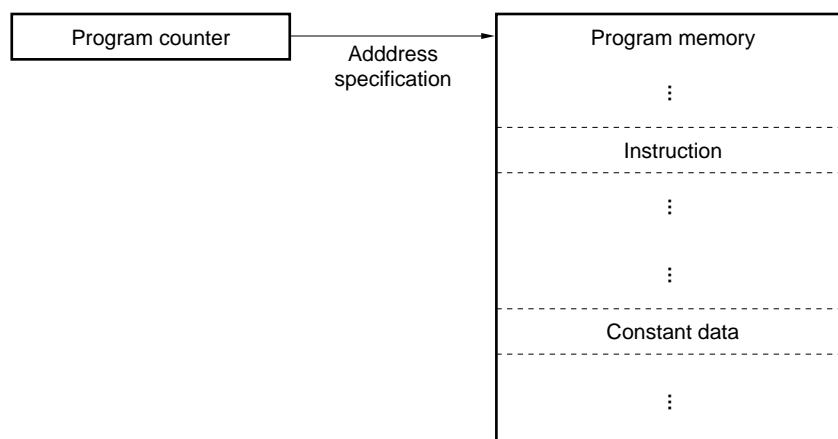 Program counter
Adddress
specification
Program memory
⋮
Instruction
⋮
⋮
Constant data
⋮